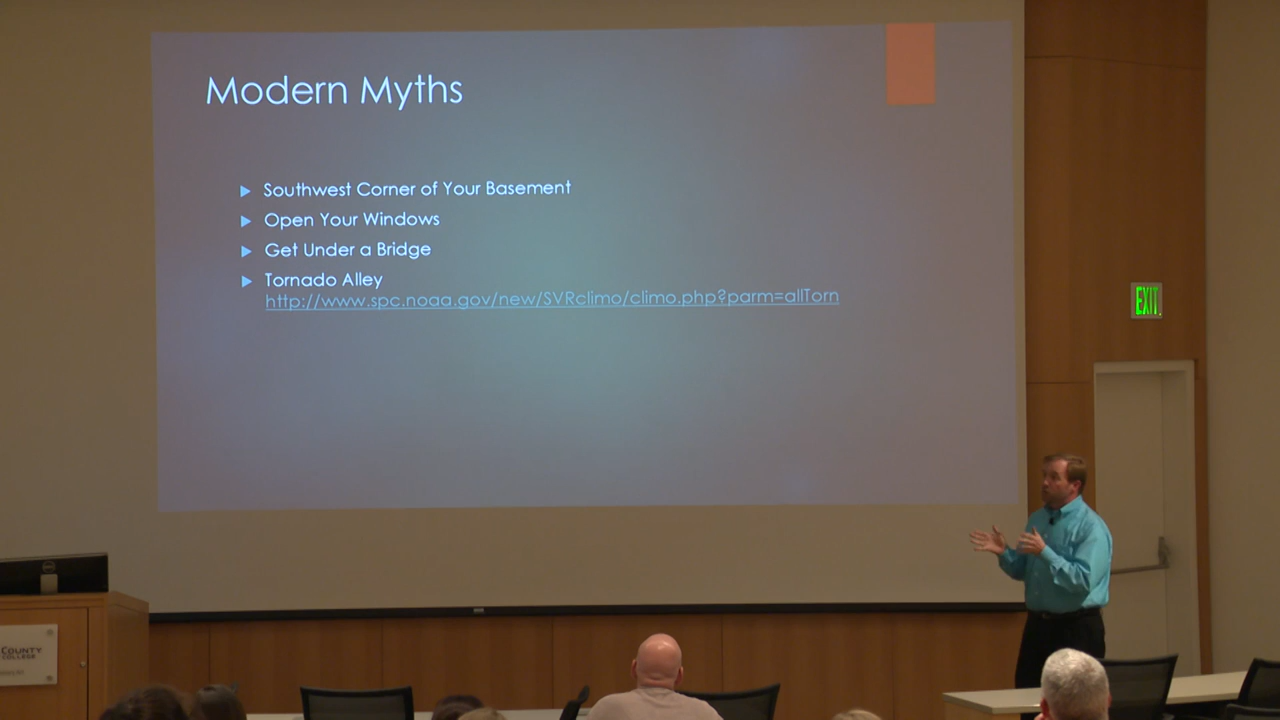 Modern Myths
Southwest Corner of Your Basement
Open Your Windows
Get Under a Bridge
Tornado Alley
http://www.spc.noaa.gov/new/SVRclimo/climo.php?parm=allTorn
EXIT
COUNTY
COLLEGE